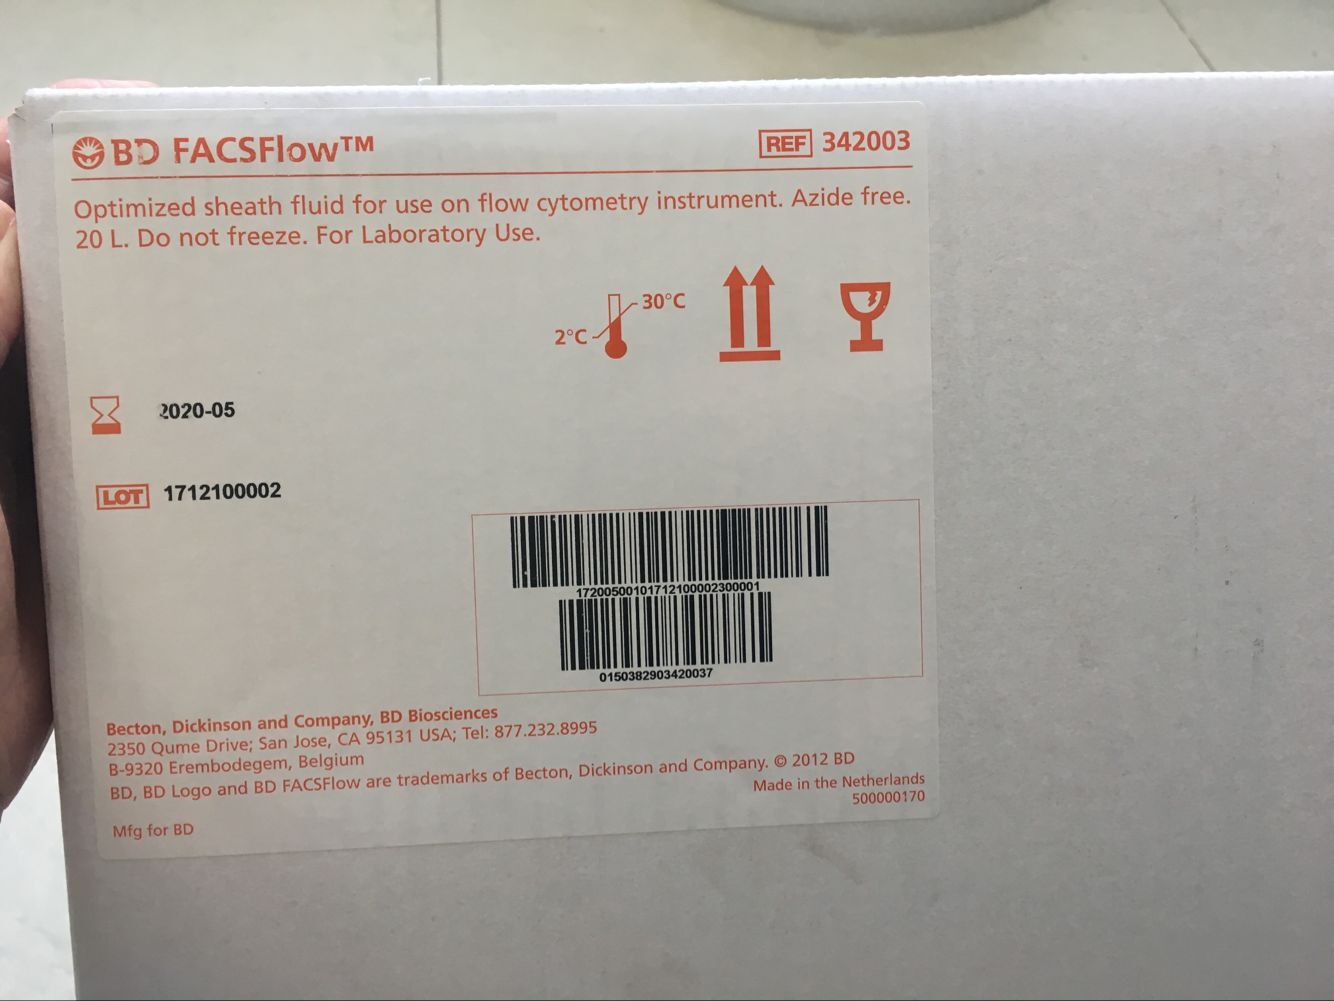 BD FACSFlow™
REF 342003
Optimized sheath fluid for use on flow cytometry instrument. Azide free.
20 L. Do not freeze. For Laboratory Use.
30°C
2°C
2020-05
LOT 1712100002
17200500101712100002300001
0150382903420037
Becton, Dickinson and Company, BD Biosciences
2350 Qume Drive; San Jose, CA 95131 USA; Tel: 877.232.8995
B-9320 Erembodegem, Belgium
BD, BD Logo and BD FACSFlow are trademarks of Becton, Dickinson and Company. © 2012 BD
Made in the Netherlands
500000170
Mfg for BD